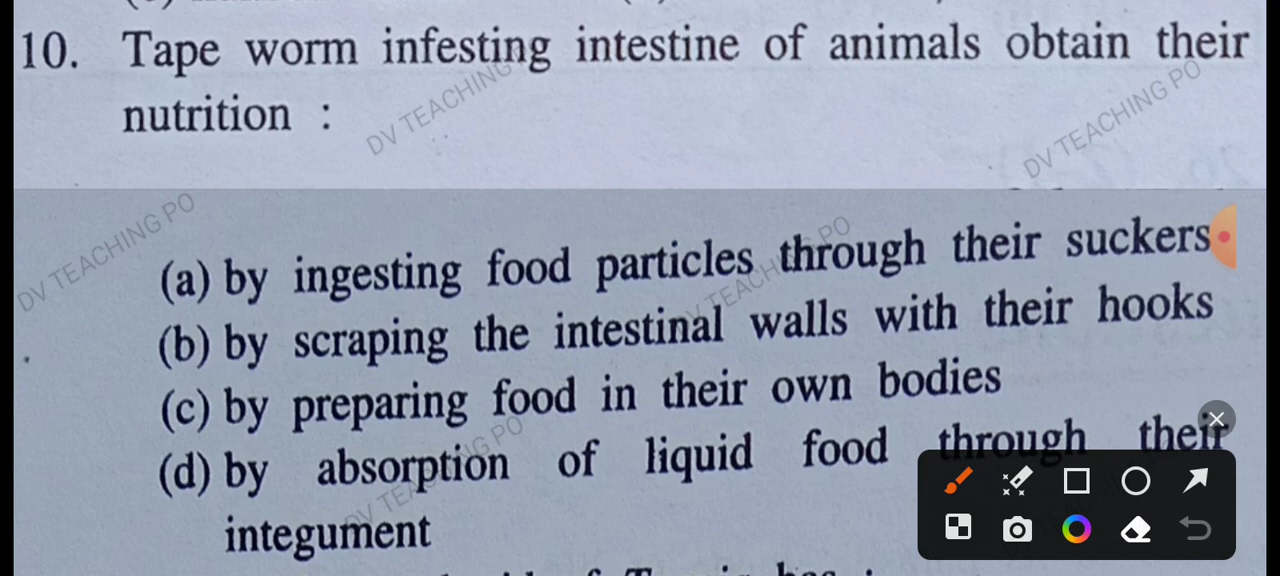 10. Tape worm infesting intestine of animals obtain their
nutrition :
DV TEACHING
DV TEACHING PO
DV TEACHING PO
(a) by ingesting food particles through their suckers
(b) by scraping the intestinal walls with their hooks
(c) by preparing food in their own bodies
(d) by absorption of liquid food through their
integument